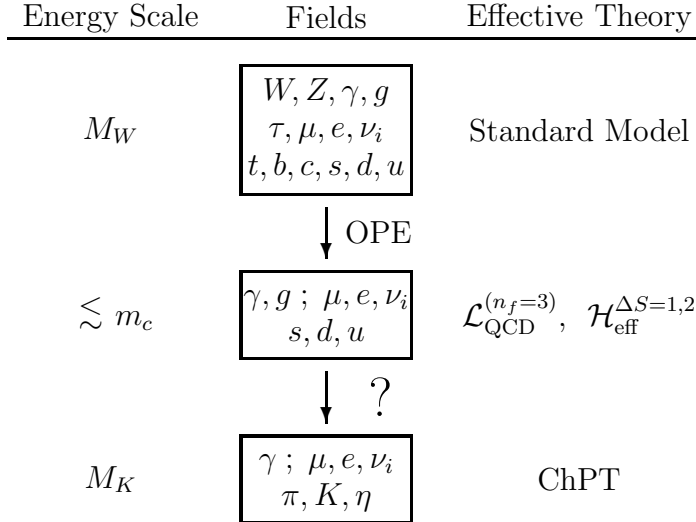 Energy Scale Fields Effective Theory
W, Z, γ, g
τ, μ, e, ν_i
M_W Standard Model
t, b, c, s, d, u
OPE
γ, g ; μ, e, ν_i
≲ m_c L_QCD^(n_f=3), H_eff^ΔS=1,2
s, d, u
?
γ ; μ, e, ν_i
M_K ChPT
π, K, η